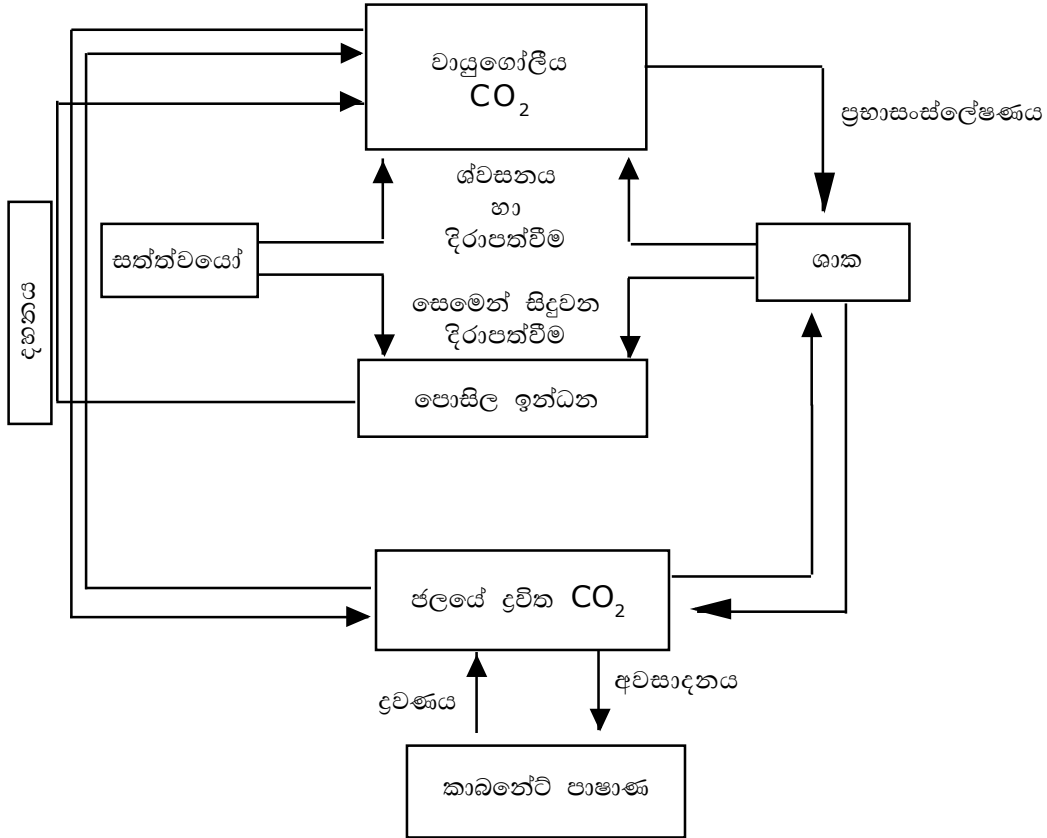 වායුගෝලීය
CO2
ප්‍රභාසංස්ලේෂණය
ශ්වසනය
හා
දිරාපත්වීම
සත්ත්වයෝ
ශාක
දහනය
සෙමෙන් සිදුවන
දිරාපත්වීම
පොසිල ඉන්ධන
ජලයේ ද්‍රවිත CO2
ද්‍රවණය
අවසාදනය
කාබනේට් පාෂාණ